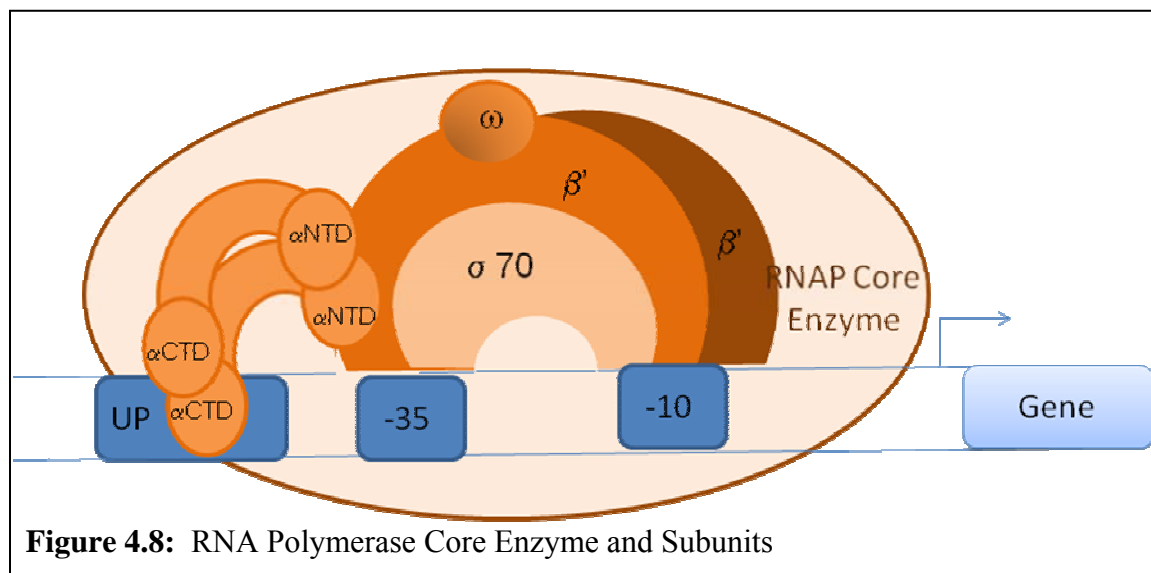 ω
β’
β’
αNTD
σ 70
RNAP Core
Enzyme
αNTD
αCTD
αCTD
UP
-35
-10
Gene
Figure 4.8: RNA Polymerase Core Enzyme and Subunits